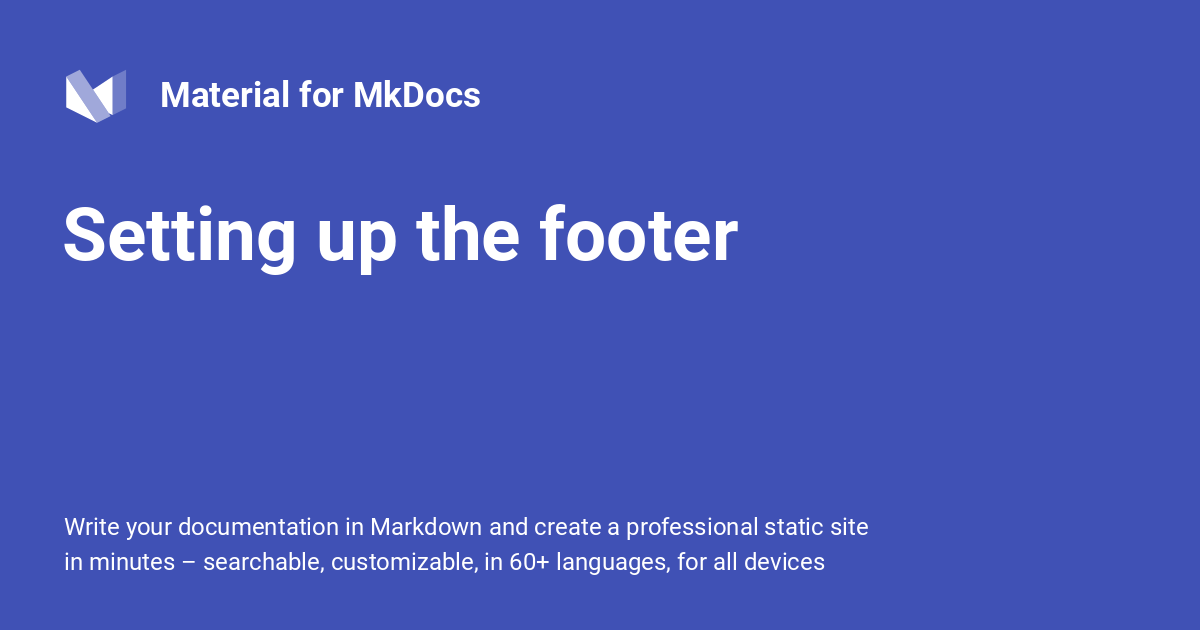 Material for MkDocs
Setting up the footer
Write your documentation in Markdown and create a professional static site
in minutes – searchable, customizable, in 60+ languages, for all devices